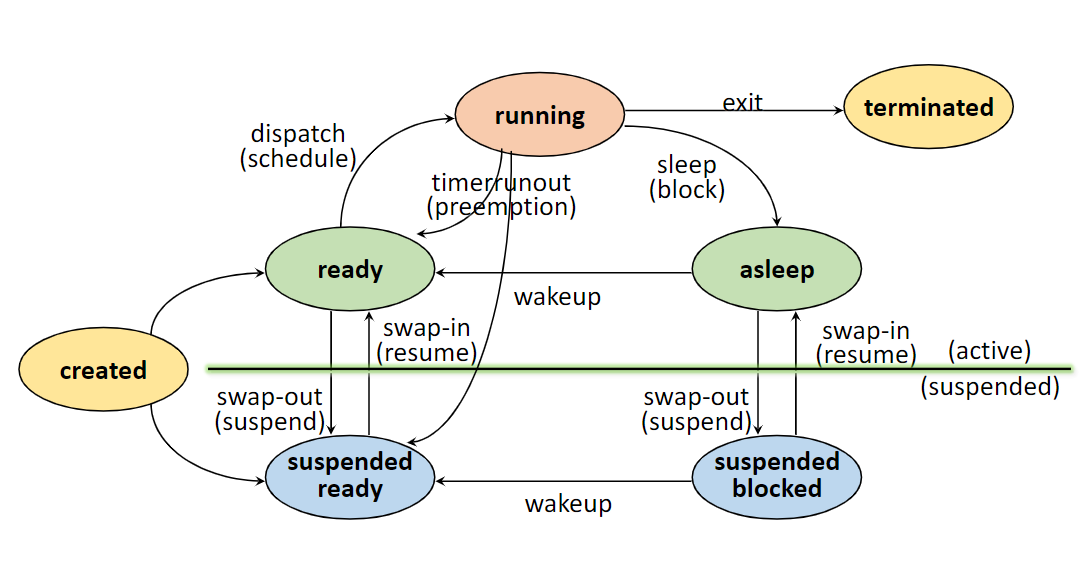 running
exit
terminated
dispatch
(schedule)
sleep
(block)
timerrunout
(preemption)
ready
asleep
wakeup
swap-in
(resume)
swap-in
(resume)
(active)
created
(suspended)
swap-out
(suspend)
swap-out
(suspend)
suspended
ready
suspended
blocked
wakeup